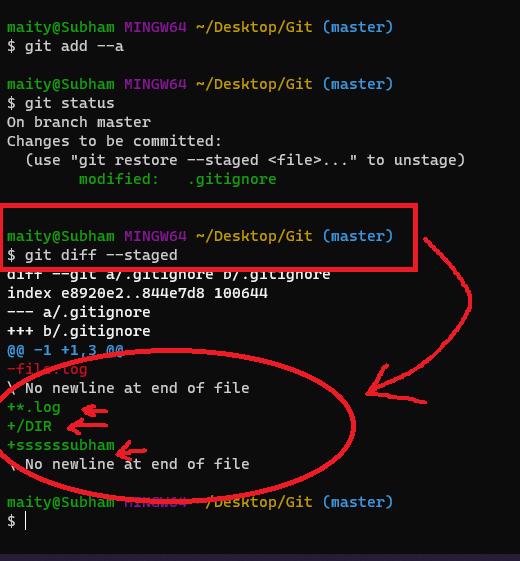 maity@Subham MINGW64 ~/Desktop/Git (master)
$ git add --a
maity@Subham MINGW64 ~/Desktop/Git (master)
$ git status
On branch master
Changes to be committed:
  (use "git restore --staged <file>..." to unstage)
        modified:   .gitignore
maity@Subham MINGW64 ~/Desktop/Git (master)
$ git diff --staged
diff --git a/.gitignore b/.gitignore
index e8920e2..844e7d8 100644
--- a/.gitignore
+++ b/.gitignore
@@ -1 +1,3 @@
-file.log
\ No newline at end of file
+*.log
+/DIR
+ssssssubham
\ No newline at end of file
maity@Subham MINGW64 ~/Desktop/Git (master)
$